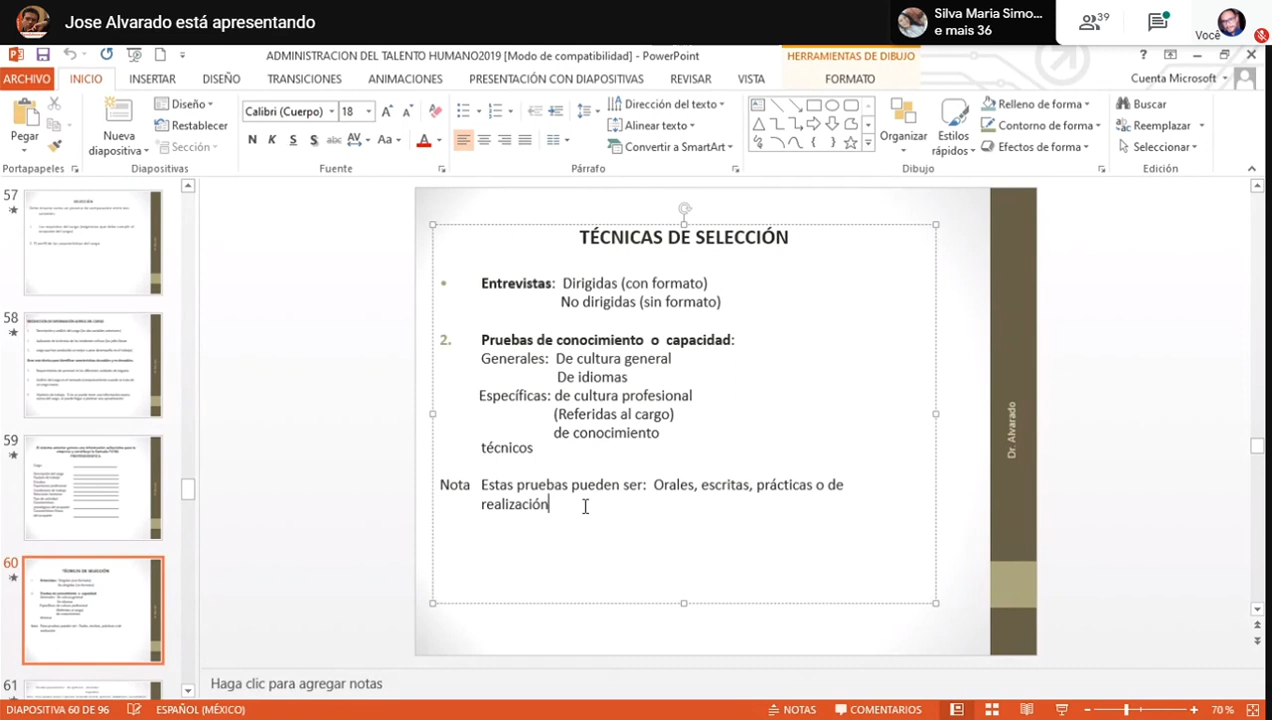 Jose Alvarado está apresentando
Silva Maria Simo...
e mais 36
39
Você
ADMINISTRACION DEL TALENTO HUMANO2019 [Modo de compatibilidad] - PowerPoint
HERRAMIENTAS DE DIBUJO
ARCHIVO INICIO INSERTAR DISEÑO TRANSICIONES ANIMACIONES PRESENTACIÓN CON DIAPOSITIVAS REVISAR VISTA FORMATO
Cuenta Microsoft
Pegar
Nueva
diapositiva
Diseño
Restablecer
Sección
Calibri (Cuerpo) 18
N K S S abc AV Aa A
Dirección del texto
Alinear texto
Convertir a SmartArt
Organizar
Estilos
rápidos
Relleno de forma
Contorno de forma
Efectos de forma
Buscar
Reemplazar
Seleccionar
Portapapeles Diapositivas Fuente Párrafo Dibujo Edición
57
58
59
60
61
TÉCNICAS DE SELECCIÓN
• Entrevistas: Dirigidas (con formato)
No dirigidas (sin formato)
2. Pruebas de conocimiento o capacidad:
Generales: De cultura general
De idiomas
Específicas: de cultura profesional
(Referidas al cargo)
de conocimiento
técnicos
Nota Estas pruebas pueden ser: Orales, escritas, prácticas o de
realización
Dr. Alvarado
Haga clic para agregar notas
DIAPOSITIVA 60 DE 96 ESPAÑOL (MÉXICO) NOTAS COMENTARIOS 70 %